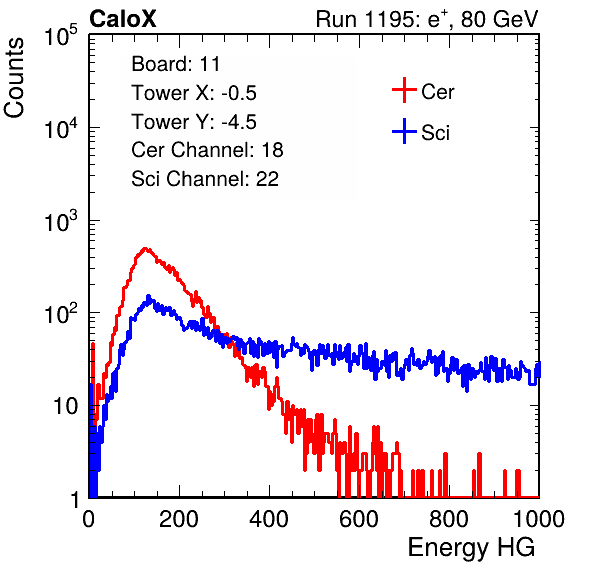 CaloX Run 1195: e⁺, 80 GeV
Counts
10⁵
10⁴
10³
10²
10
1
Board: 11
Tower X: -0.5
Tower Y: -4.5
Cer Channel: 18
Sci Channel: 22
Cer
Sci
0 200 400 600 800 1000
Energy HG